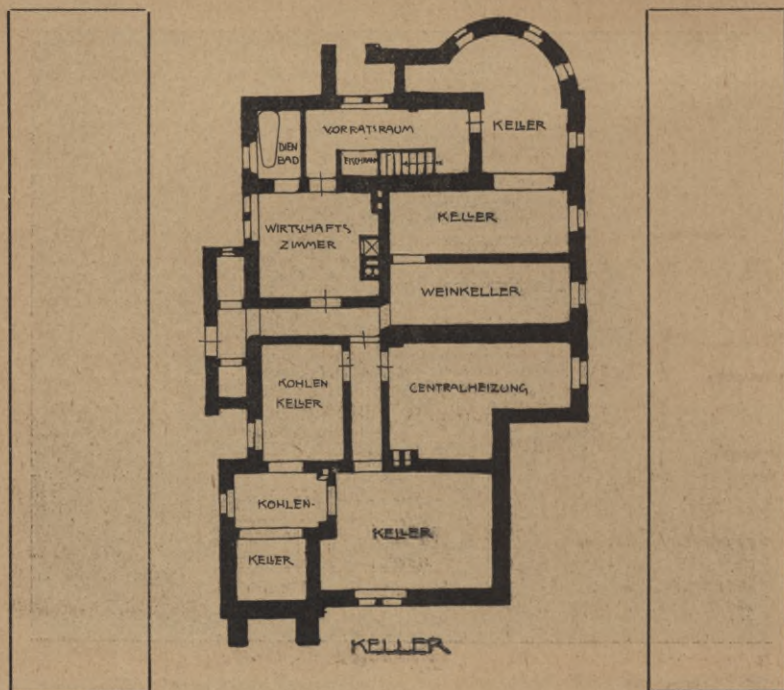 VORRATSRAUM
KELLER
DIEN
BAD
KELLER
WIRTSCHAFTS
ZIMMER
WEINKELLER
KOHLEN
KELLER
CENTRALHEIZUNG
KOHLEN-
KELLER
KELLER
KELLER